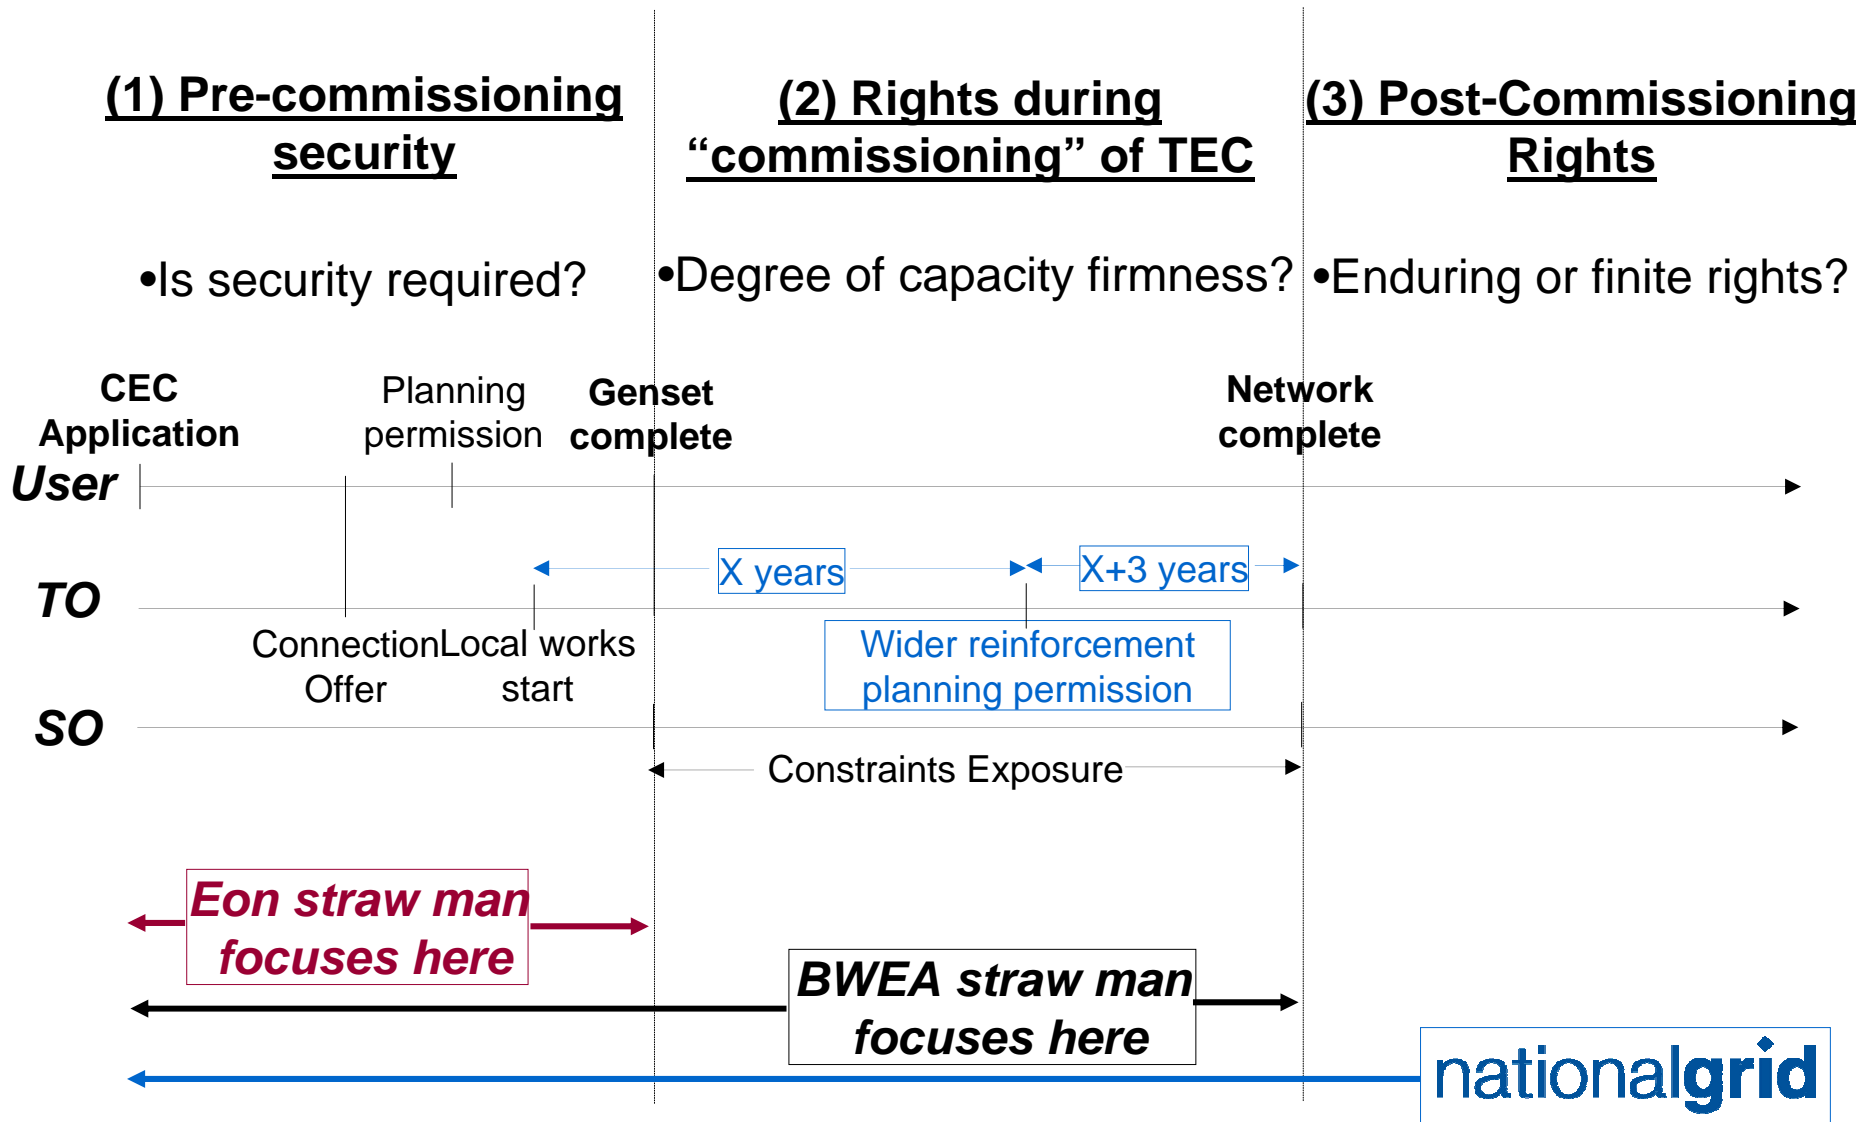 (1) Pre-commissioning
security
(2) Rights during
“commissioning” of TEC
(3) Post-Commissioning
Rights
•Is security required?
•Degree of capacity firmness?
•Enduring or finite rights?
CEC
Application
Planning
permission
Genset
complete
Network
complete
User
X years
X+3 years
TO
Connection
Offer
Local works
start
Wider reinforcement
planning permission
SO
Constraints Exposure
Eon straw man
focuses here
BWEA straw man
focuses here
nationalgrid